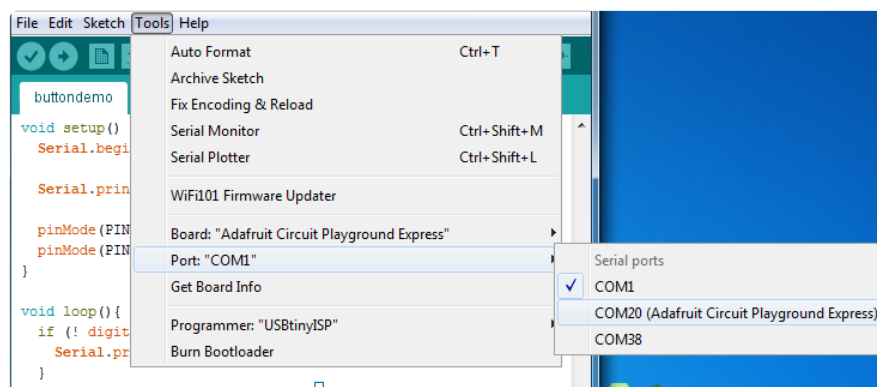 File Edit Sketch Tools Help
Auto Format Ctrl+T
Archive Sketch
Fix Encoding & Reload
Serial Monitor Ctrl+Shift+M
Serial Plotter Ctrl+Shift+L
WiFi101 Firmware Updater
Board: "Adafruit Circuit Playground Express"
Port: "COM1"
Get Board Info
Programmer: "USBtinyISP"
Burn Bootloader
Serial ports
COM1
COM20 (Adafruit Circuit Playground Express)
COM38
buttondemo
void setup()
Serial.begi
Serial.prin
pinMode(PIN
pinMode(PIN
}
void loop(){
if (! digit
Serial.pr
}